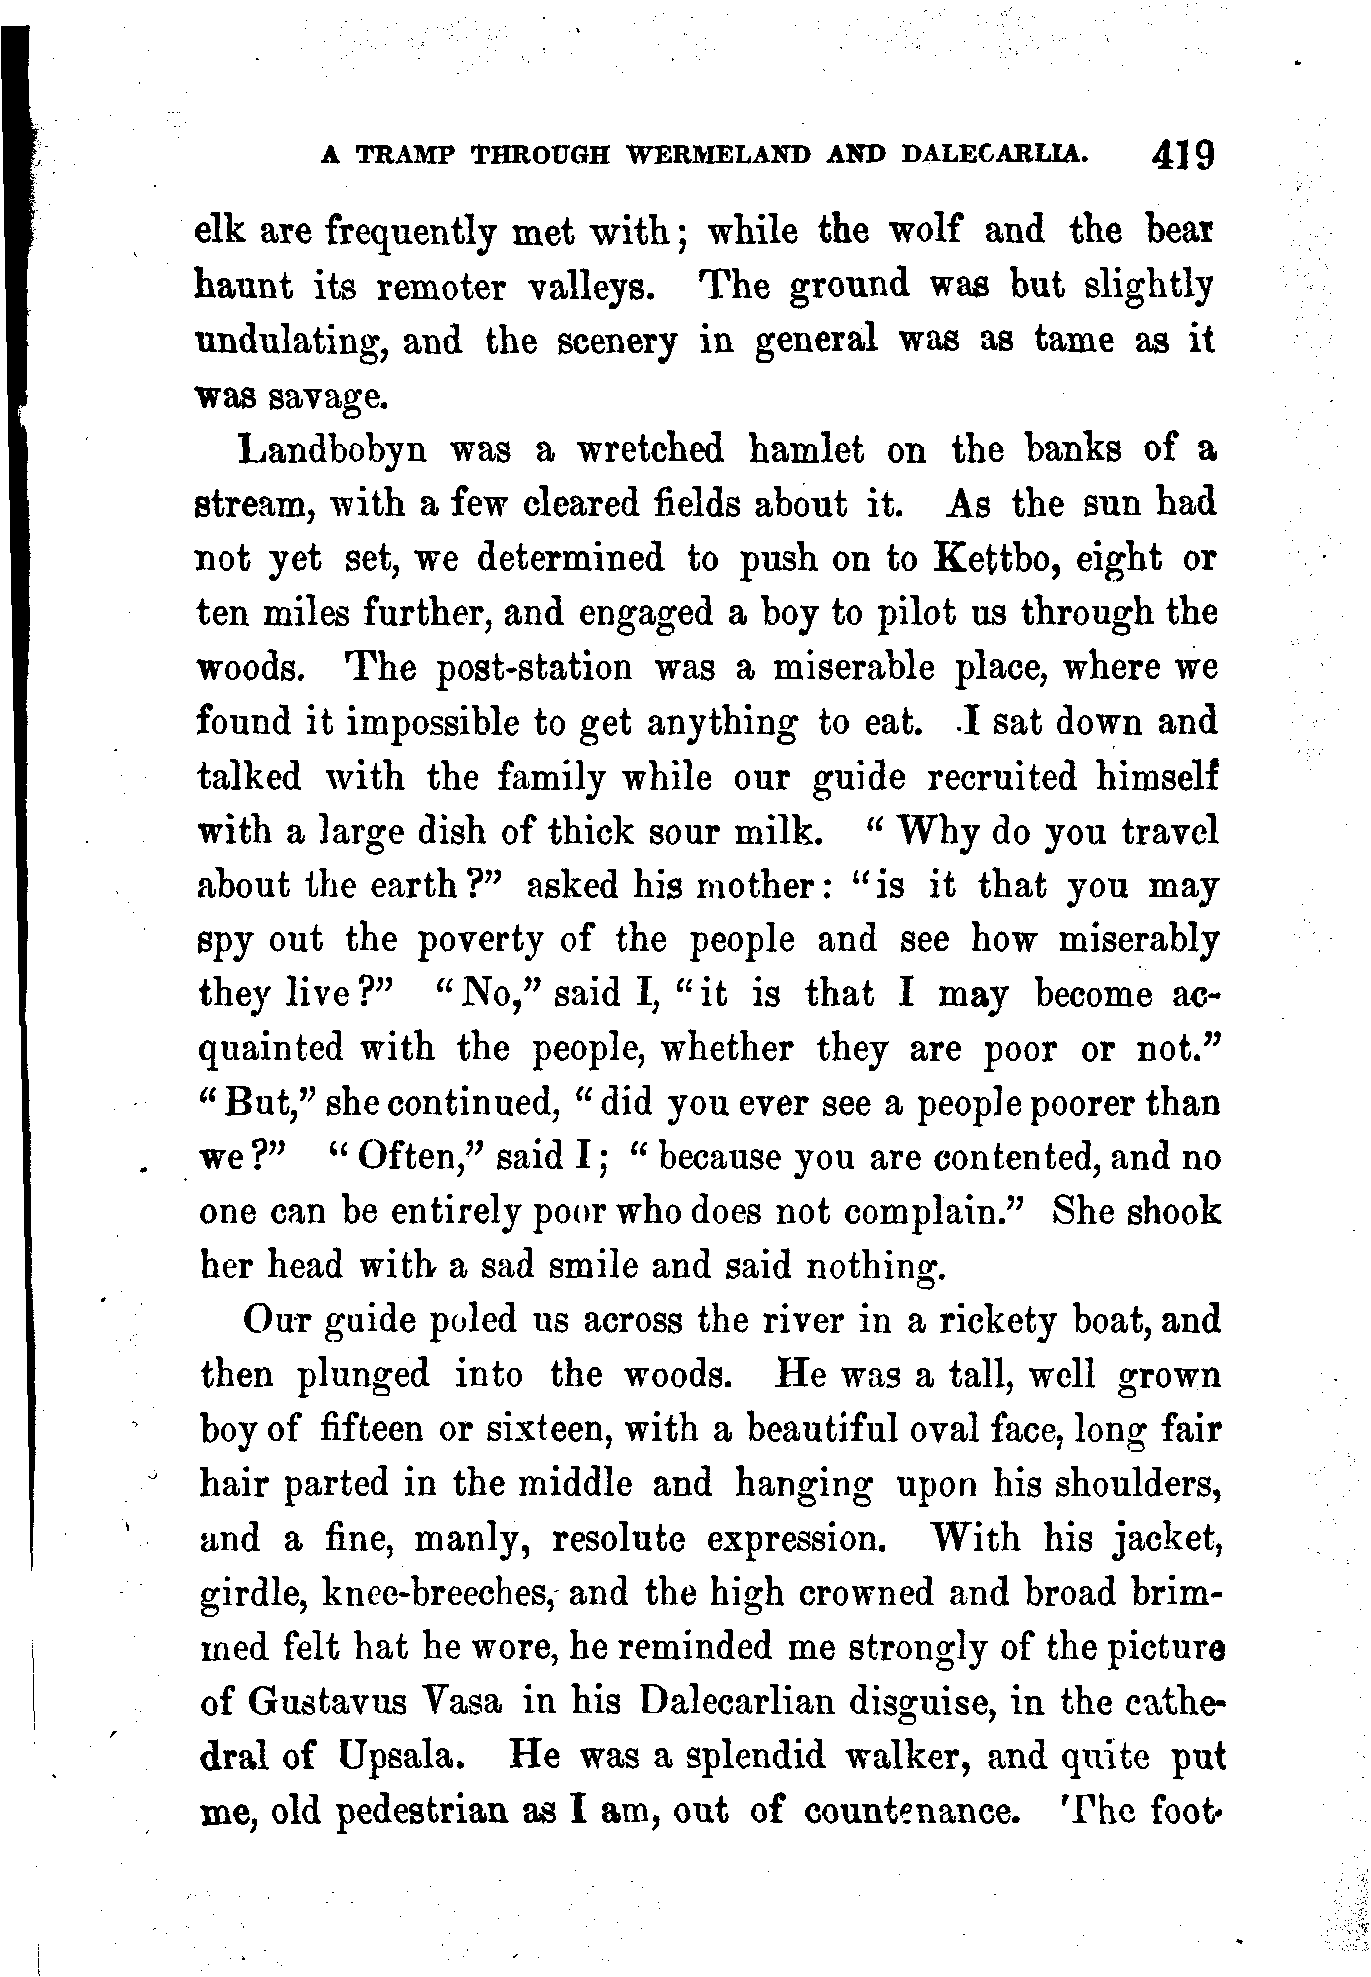 A TRAMP THROUGH WERMELAND AND DALECARLIA. 419
elk are frequently met with; while the wolf and the bear
haunt its remoter valleys. The ground was but slightly
undulating, and the scenery in general was as tame as it
was savage.
Landbobyn was a wretched hamlet on the banks of a
stream, with a few cleared fields about it. As the sun had
not yet set, we determined to push on to Kettbo, eight or
ten miles further, and engaged a boy to pilot us through the
woods. The post-station was a miserable place, where we
found it impossible to get anything to eat. I sat down and
talked with the family while our guide recruited himself
with a large dish of thick sour milk. "Why do you travel
about the earth?" asked his mother: "is it that you may
spy out the poverty of the people and see how miserably
they live?" "No," said I, "it is that I may become ac-
quainted with the people, whether they are poor or not."
"But," she continued, "did you ever see a people poorer than
we?" "Often," said I; "because you are contented, and no
one can be entirely poor who does not complain." She shook
her head with a sad smile and said nothing.
Our guide poled us across the river in a rickety boat, and
then plunged into the woods. He was a tall, well grown
boy of fifteen or sixteen, with a beautiful oval face, long fair
hair parted in the middle and hanging upon his shoulders,
and a fine, manly, resolute expression. With his jacket,
girdle, knee-breeches, and the high crowned and broad brim-
med felt hat he wore, he reminded me strongly of the picture
of Gustavus Vasa in his Dalecarlian disguise, in the cathe-
dral of Upsala. He was a splendid walker, and quite put
me, old pedestrian as I am, out of countenance. The foot-